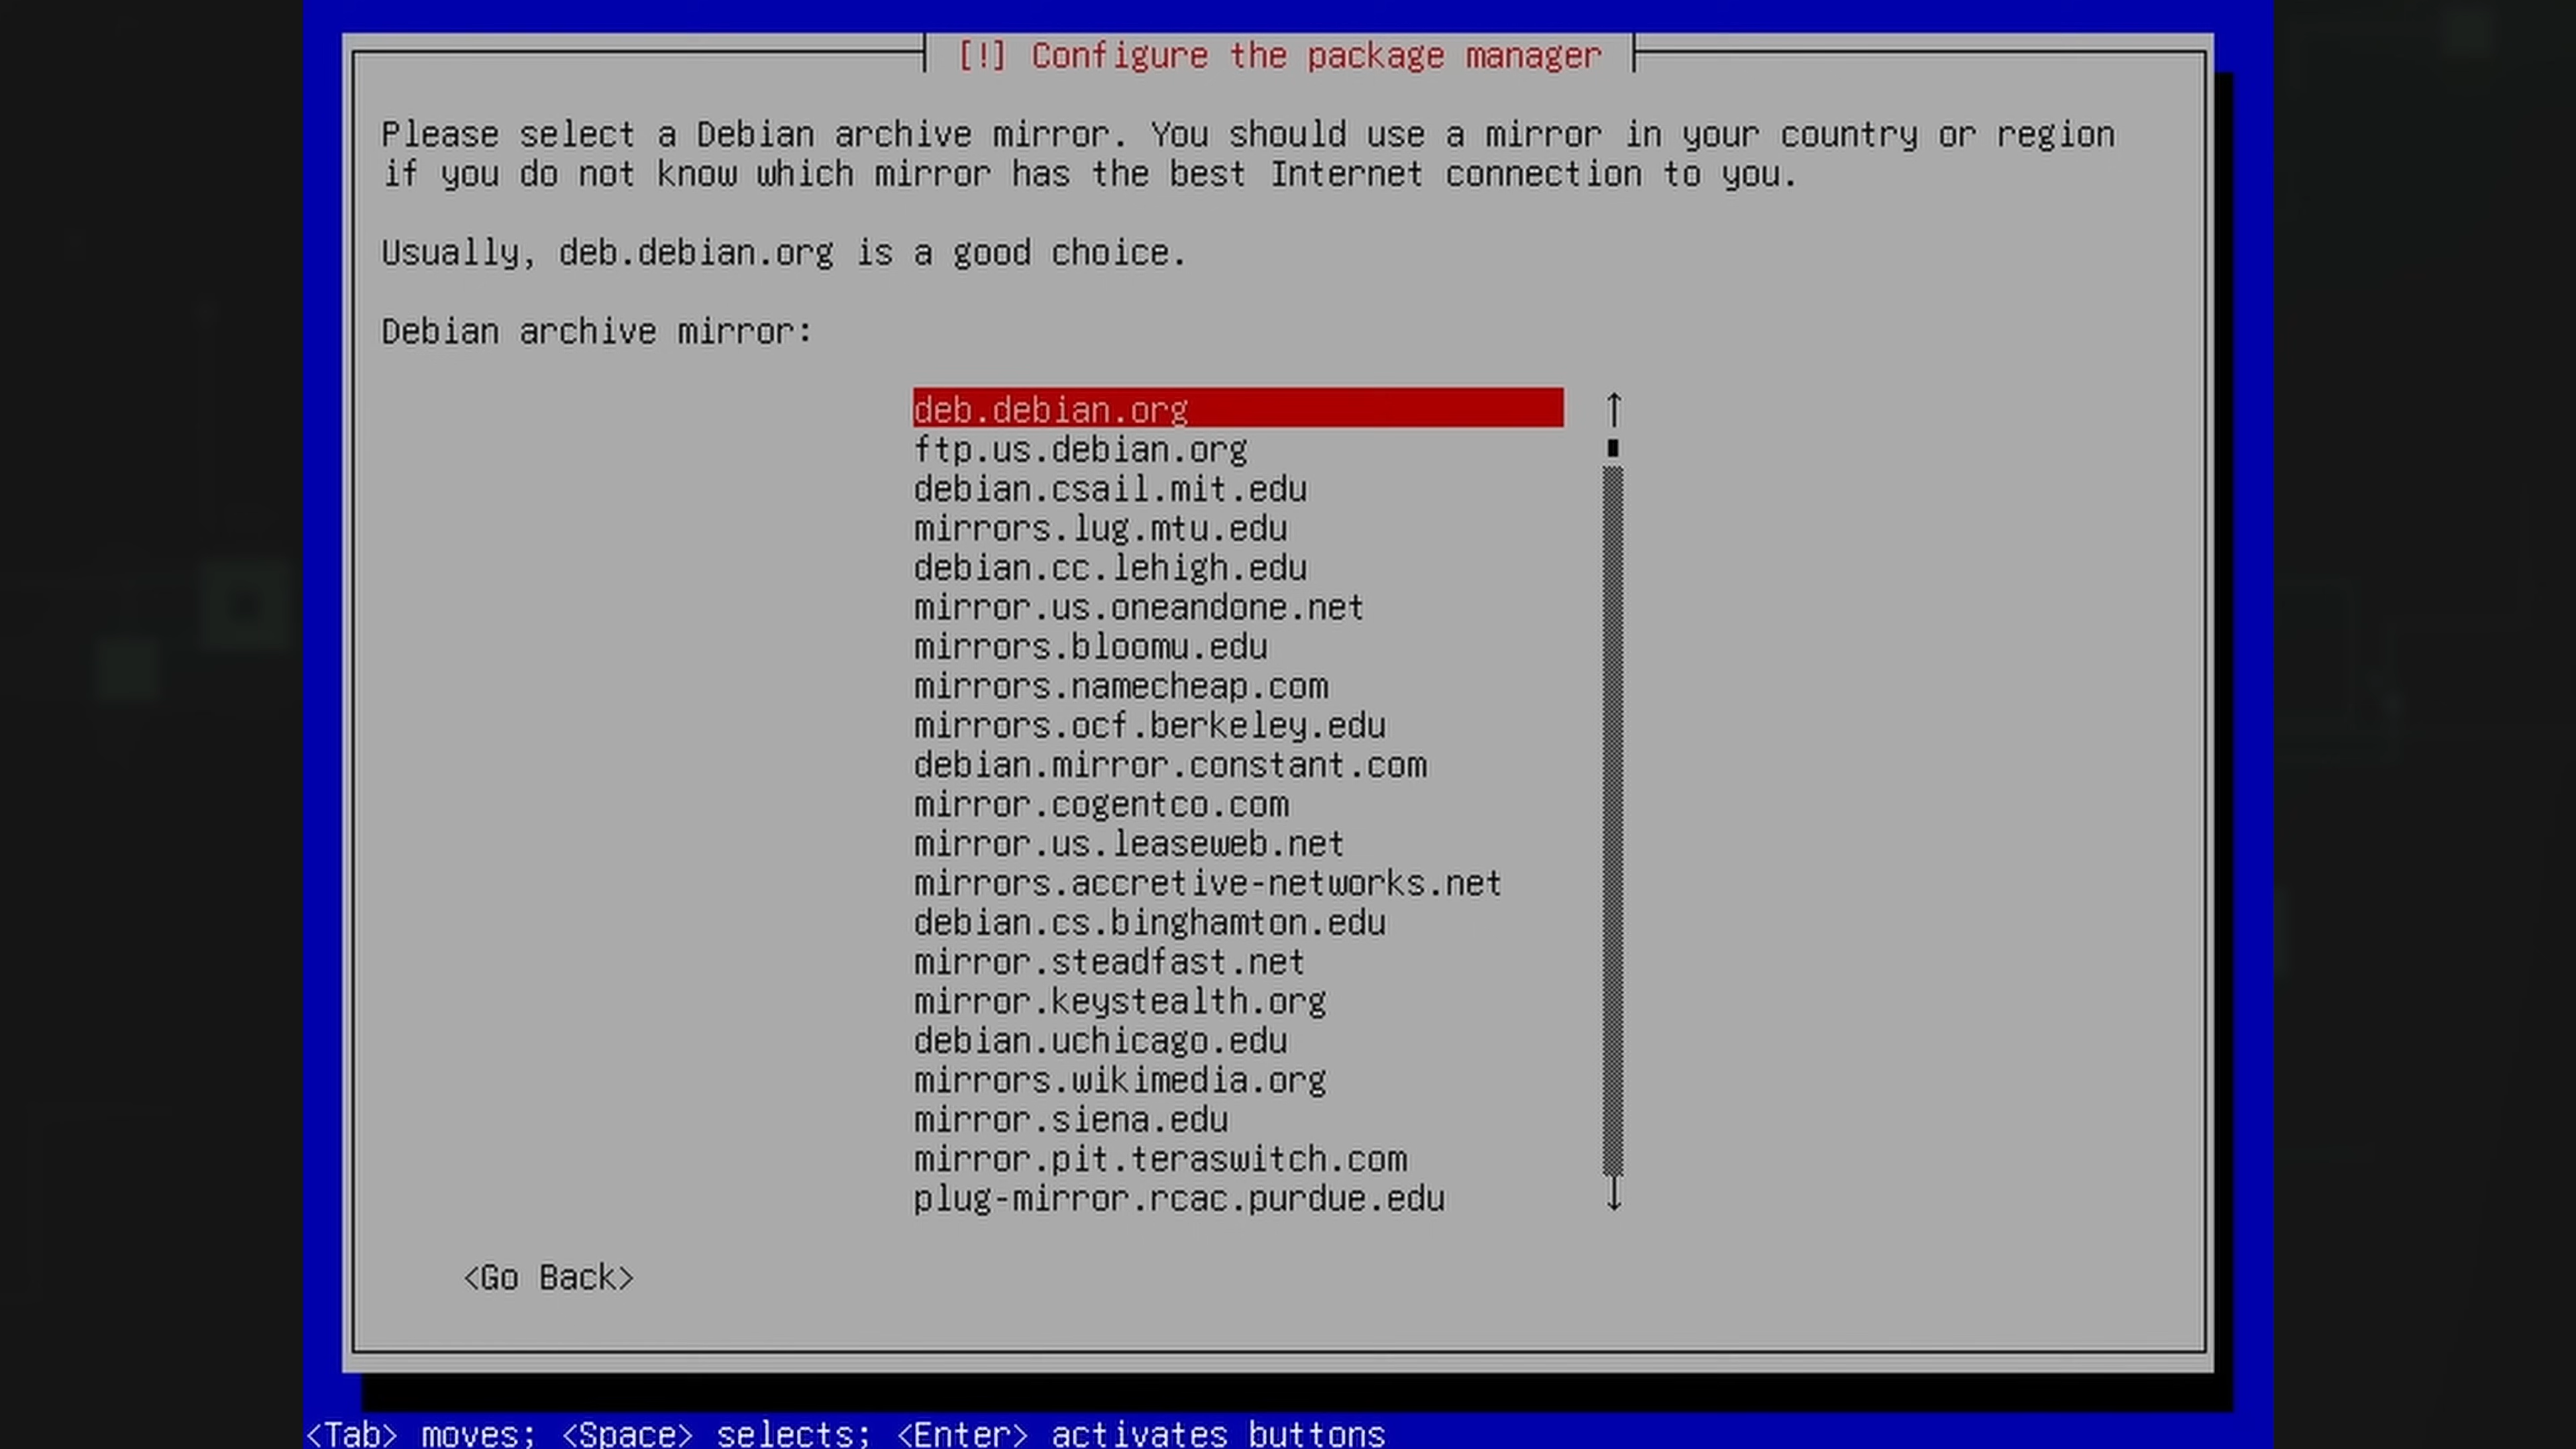 [!] Configure the package manager
Please select a Debian archive mirror. You should use a mirror in your country or region
if you do not know which mirror has the best Internet connection to you.
Usually, deb.debian.org is a good choice.
Debian archive mirror:
deb.debian.org
ftp.us.debian.org
debian.csail.mit.edu
mirrors.lug.mtu.edu
debian.cc.lehigh.edu
mirror.us.oneandone.net
mirrors.bloomu.edu
mirrors.namecheap.com
mirrors.ocf.berkeley.edu
debian.mirror.constant.com
mirror.cogentco.com
mirror.us.leaseweb.net
mirrors.accretive-networks.net
debian.cs.binghamton.edu
mirror.steadfast.net
mirror.keystealth.org
debian.uchicago.edu
mirrors.wikimedia.org
mirror.siena.edu
mirror.pit.teraswitch.com
plug-mirror.rcac.purdue.edu
<Go Back>
<Tab> moves; <Space> selects; <Enter> activates buttons